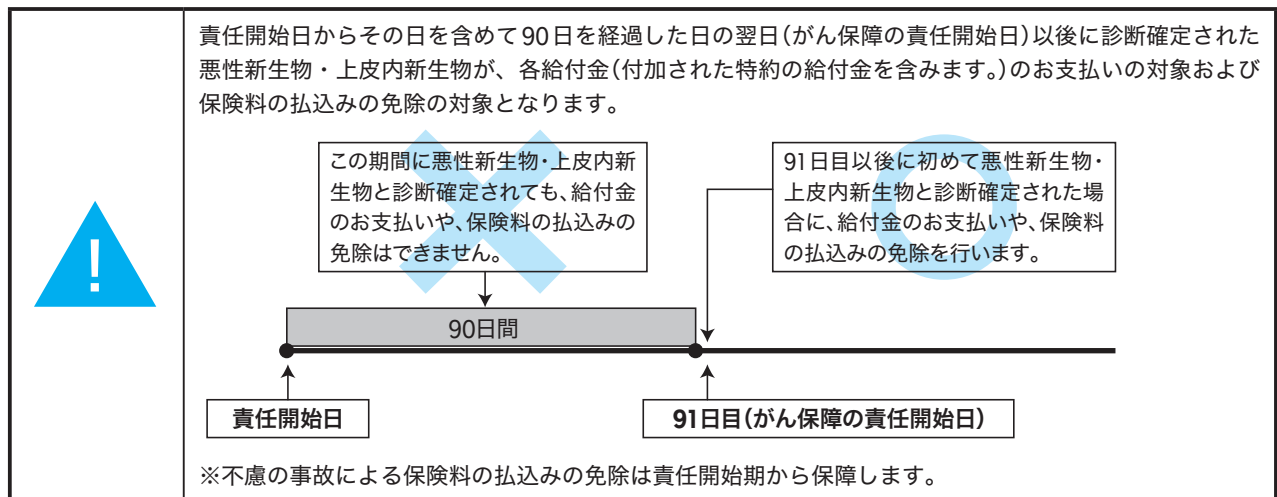 責任開始日からその日を含めて90日を経過した日の翌日(がん保障の責任開始日)以後に診断確定された
悪性新生物・上皮内新生物が、各給付金(付加された特約の給付金を含みます。)のお支払いの対象および
保険料の払込みの免除の対象となります。
この期間に悪性新生物・上皮内新
生物と診断確定されても、給付金
のお支払いや、保険料の払込みの
免除はできません。
91日目以後に初めて悪性新生物・
上皮内新生物と診断確定された場
合に、給付金のお支払いや、保険料
の払込みの免除を行います。
!
90日間
責任開始日
91日目(がん保障の責任開始日)
※不慮の事故による保険料の払込みの免除は責任開始期から保障します。